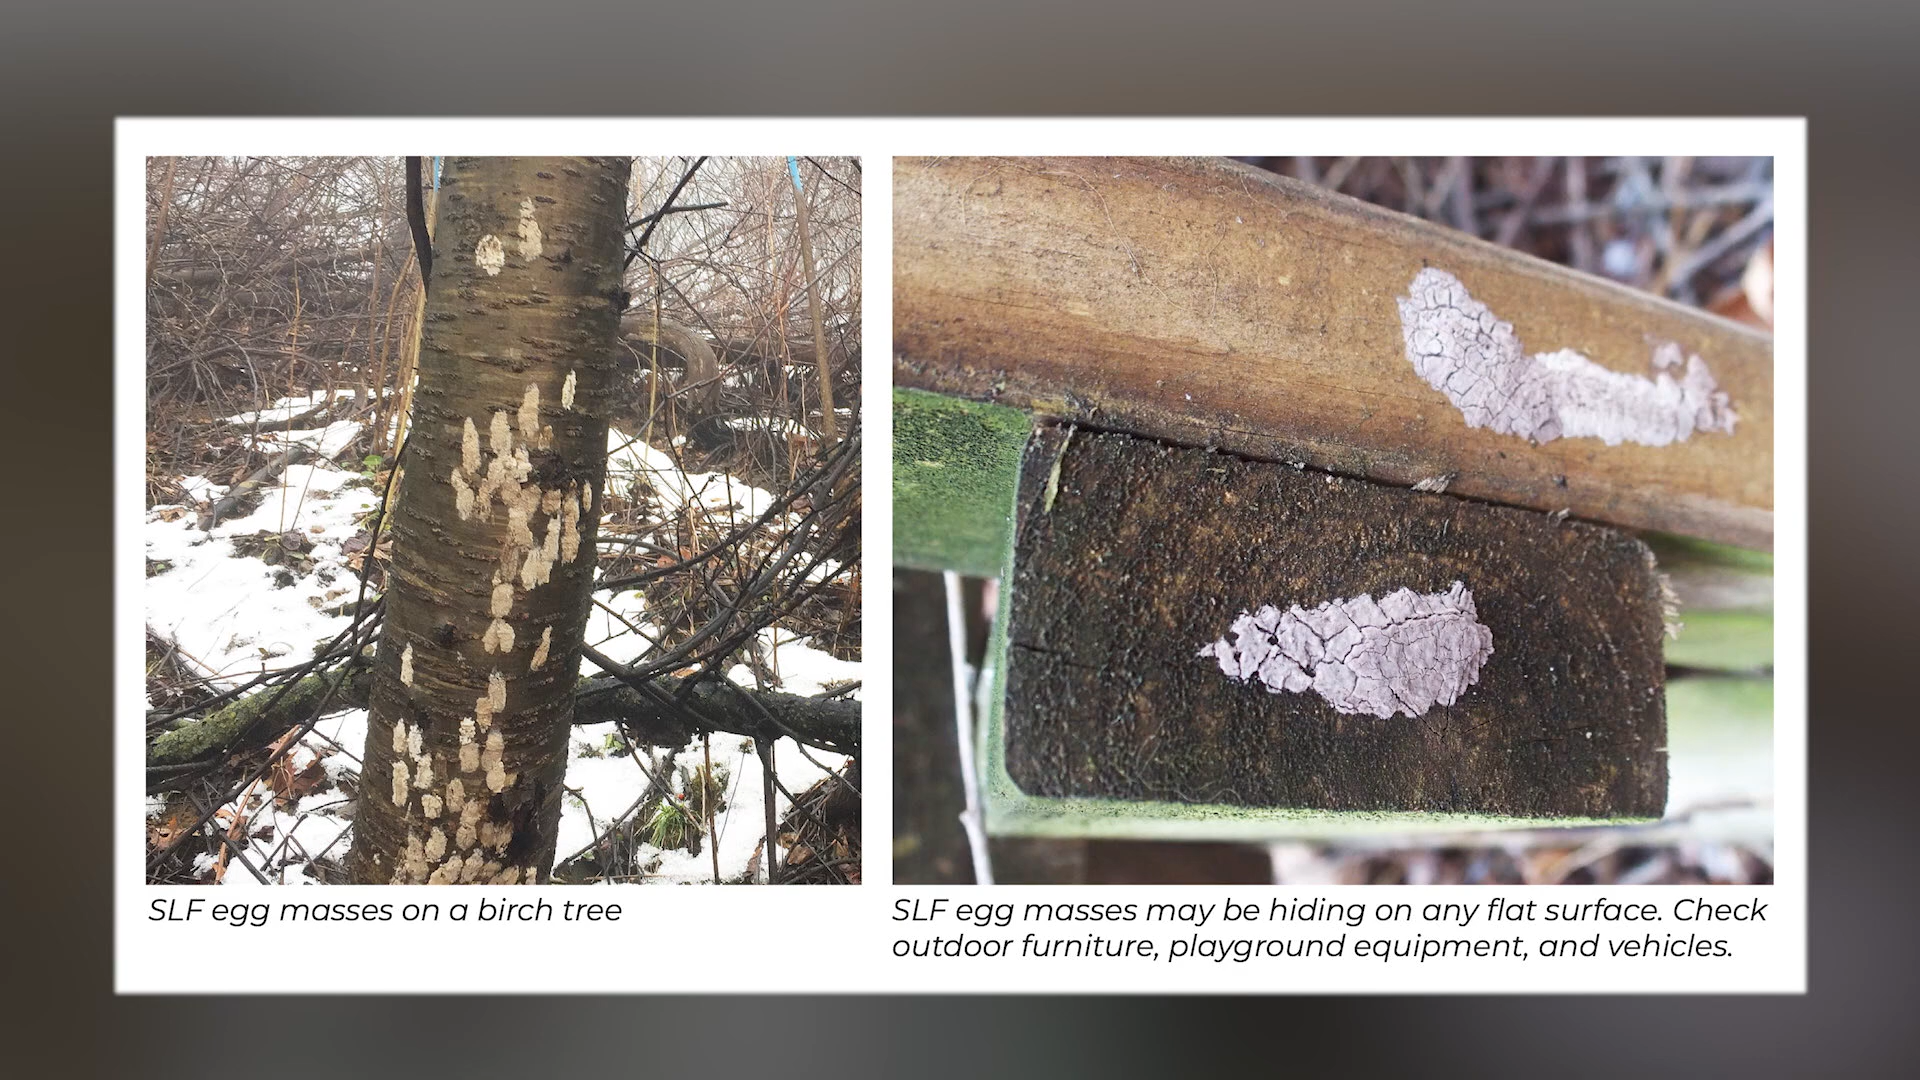 SLF egg masses on a birch tree
SLF egg masses may be hiding on any flat surface. Check
outdoor furniture, playground equipment, and vehicles.